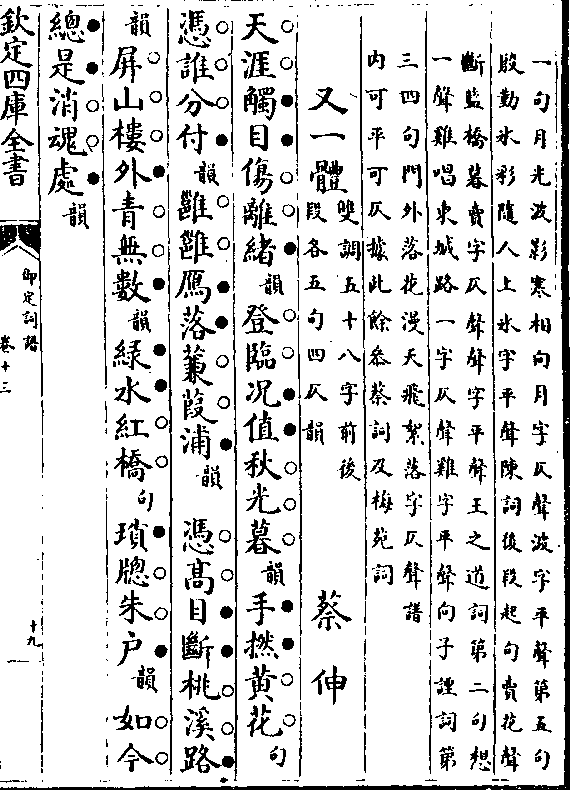 一句月光波影寒相向月字仄聲波字平聲第五句
殷勤水彩隨人上水字平聲陳詞後段起句賣花聲
斷藍橋暮賣字仄聲聲字平聲王之道詞第二句想
一聲雞唱東城路一字仄聲雞字平聲向子諲詞第
三四句門外落花漫天飛絮落字仄聲譜
内可平可仄據此餘叅蔡詞及梅苑詞
又一體 雙調五十八字前後段各五句四仄韻 蔡伸
天涯觸目傷離緒韻登臨况值秋光暮韻手撚黄花句
憑誰分付韻雝雝鴈落蒹葭浦韻 憑髙目斷桃溪路
韻屏山樓外青無數韻緑水紅橋句瑣牕朱户韻如今
總是消魂處韻
欽定四庫全書
御定詞譜
卷十三
十九